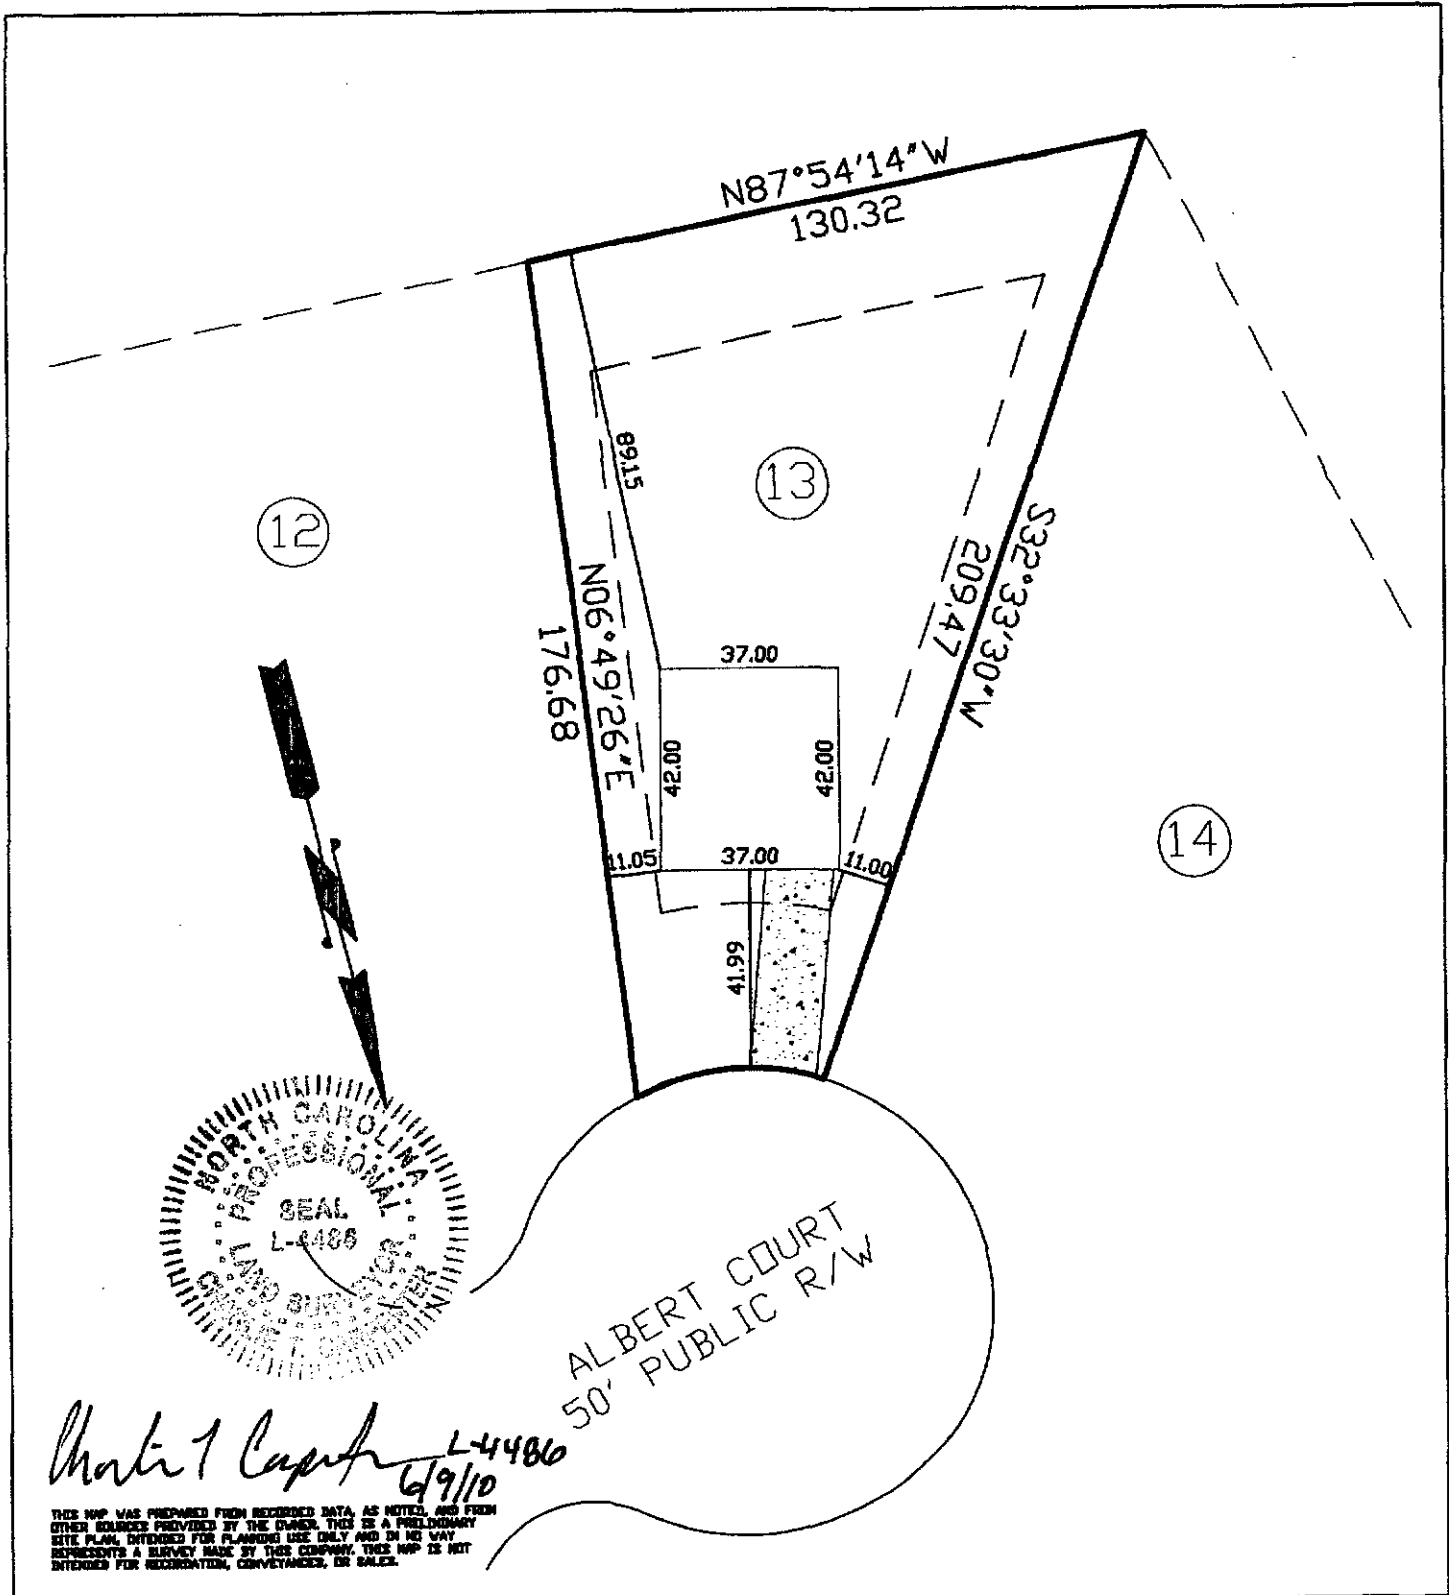 N87°54'14"W
130.32
89.15
13
12
S32°33'30"W
209.47
N06°49'26"E
176.68
37.00
42.00
42.00
14
11.05
37.00
11.00
41.99
NORTH CAROLINA
PROFESSIONAL
SEAL
L-4486
LAND SURVEYOR
CHARLIE T. CARPENTER
ALBERT COURT
50' PUBLIC R/W
L-4486
6/9/10
THIS MAP WAS PREPARED FROM RECORDED DATA, AS NOTED, AND FROM
OTHER SOURCES PROVIDED BY THE OWNER. THIS IS A PRELIMINARY
SITE PLAN, INTENDED FOR PLANNING USE ONLY AND IN NO WAY
REPRESENTS A SURVEY MADE BY THIS COMPANY. THIS MAP IS NOT
INTENDED FOR RECORDATION, CONVEYANCES, OR SALES.